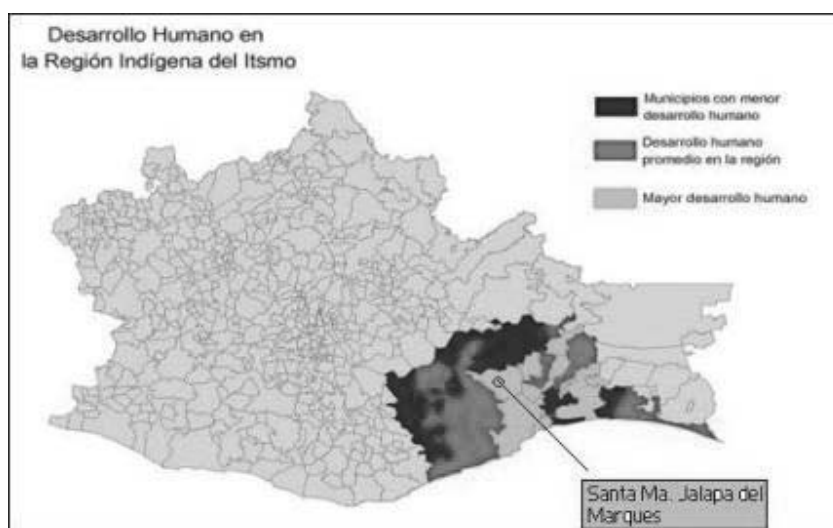 Desarrollo Humano en
la Región Indígena del Itsmo
Municipios con menor
desarrollo humano
Desarrollo humano
promedio en la región
Mayor desarrollo humano
Santa Ma. Jalapa del
Marques